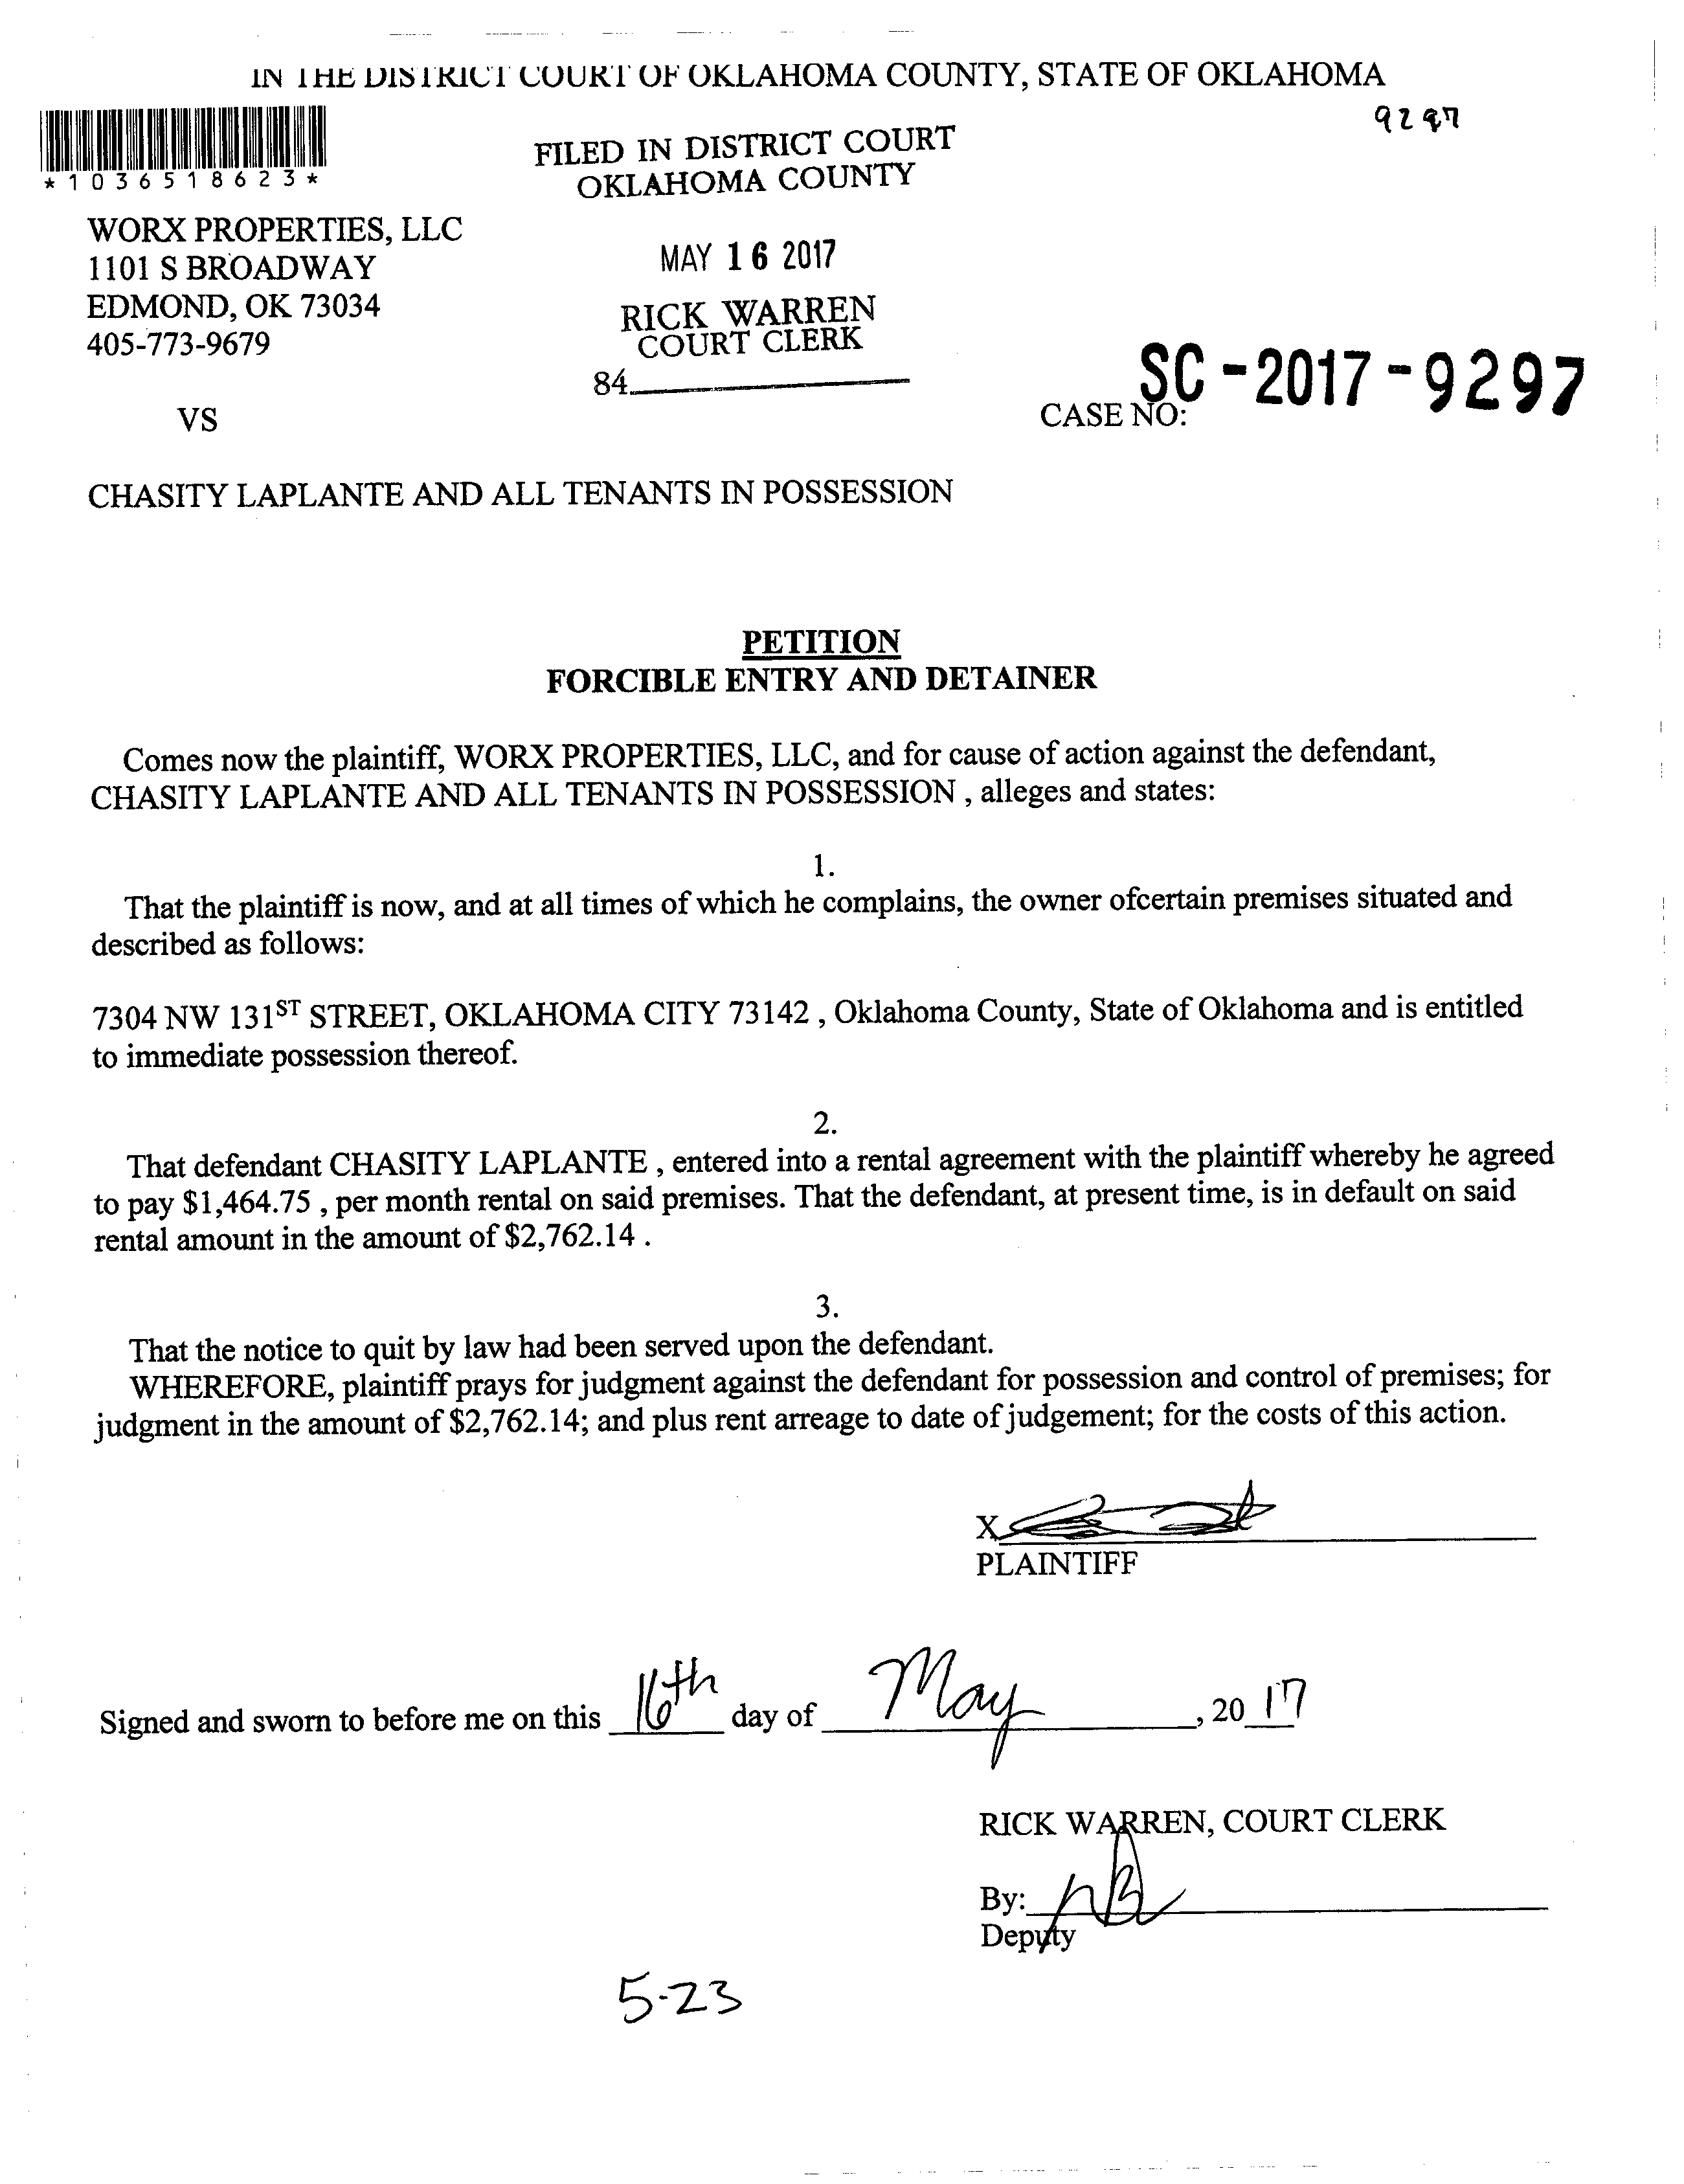 IN THE DISTRICT COURT OF OKLAHOMA COUNTY, STATE OF OKLAHOMA
9297
*1036518623*
FILED IN DISTRICT COURT
OKLAHOMA COUNTY
MAY 16 2017
RICK WARREN
COURT CLERK
84
WORX PROPERTIES, LLC
1101 S BROADWAY
EDMOND, OK 73034
405-773-9679
SC-2017-9297
VS
CASE NO:
CHASITY LAPLANTE AND ALL TENANTS IN POSSESSION
PETITION
FORCIBLE ENTRY AND DETAINER
Comes now the plaintiff, WORX PROPERTIES, LLC, and for cause of action against the defendant,
CHASITY LAPLANTE AND ALL TENANTS IN POSSESSION , alleges and states:
1.
That the plaintiff is now, and at all times of which he complains, the owner ofcertain premises situated and
described as follows:
7304 NW 131ST STREET, OKLAHOMA CITY 73142 , Oklahoma County, State of Oklahoma and is entitled
to immediate possession thereof.
2.
That defendant CHASITY LAPLANTE , entered into a rental agreement with the plaintiff whereby he agreed
to pay $1,464.75 , per month rental on said premises. That the defendant, at present time, is in default on said
rental amount in the amount of $2,762.14 .
3.
That the notice to quit by law had been served upon the defendant.
WHEREFORE, plaintiff prays for judgment against the defendant for possession and control of premises; for
judgment in the amount of $2,762.14; and plus rent arreage to date of judgement; for the costs of this action.
X
PLAINTIFF
Signed and sworn to before me on this 16th day of May , 20 17
RICK WARREN, COURT CLERK
By:
Deputy
5-23